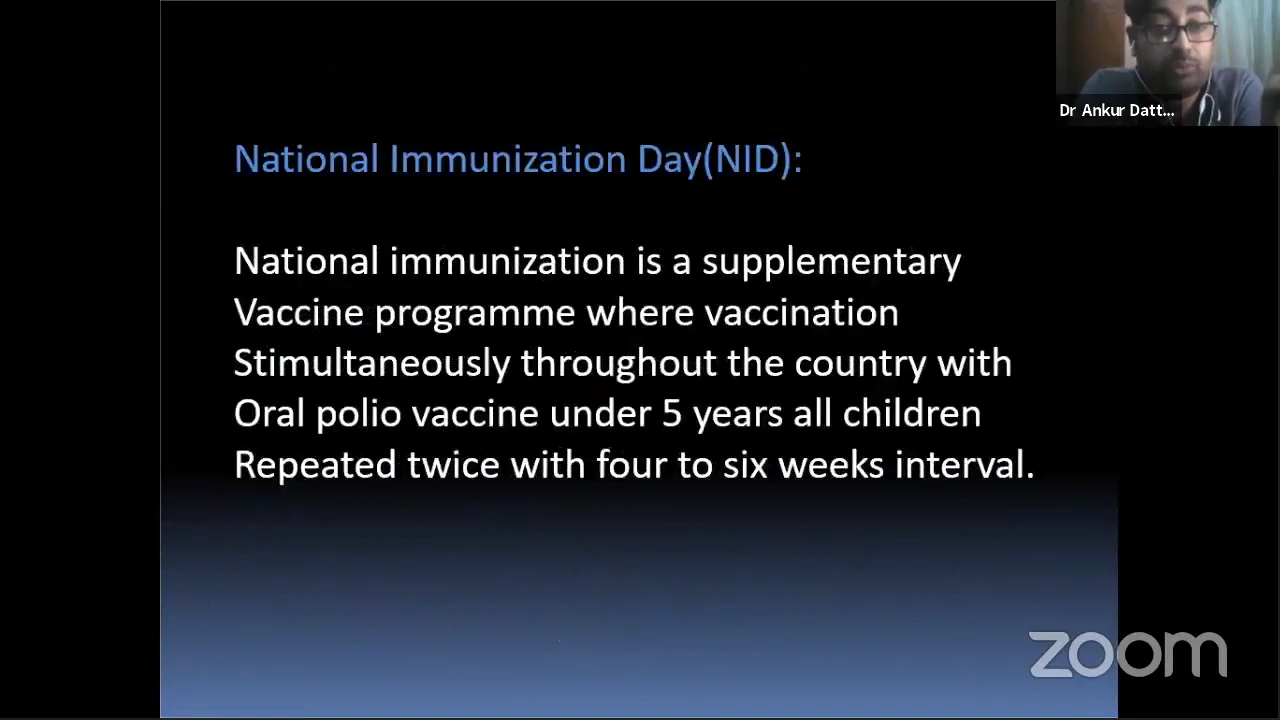 Dr Ankur Datt...
National Immunization Day(NID):
National immunization is a supplementary
Vaccine programme where vaccination
Stimultaneously throughout the country with
Oral polio vaccine under 5 years all children
Repeated twice with four to six weeks interval.
zoom